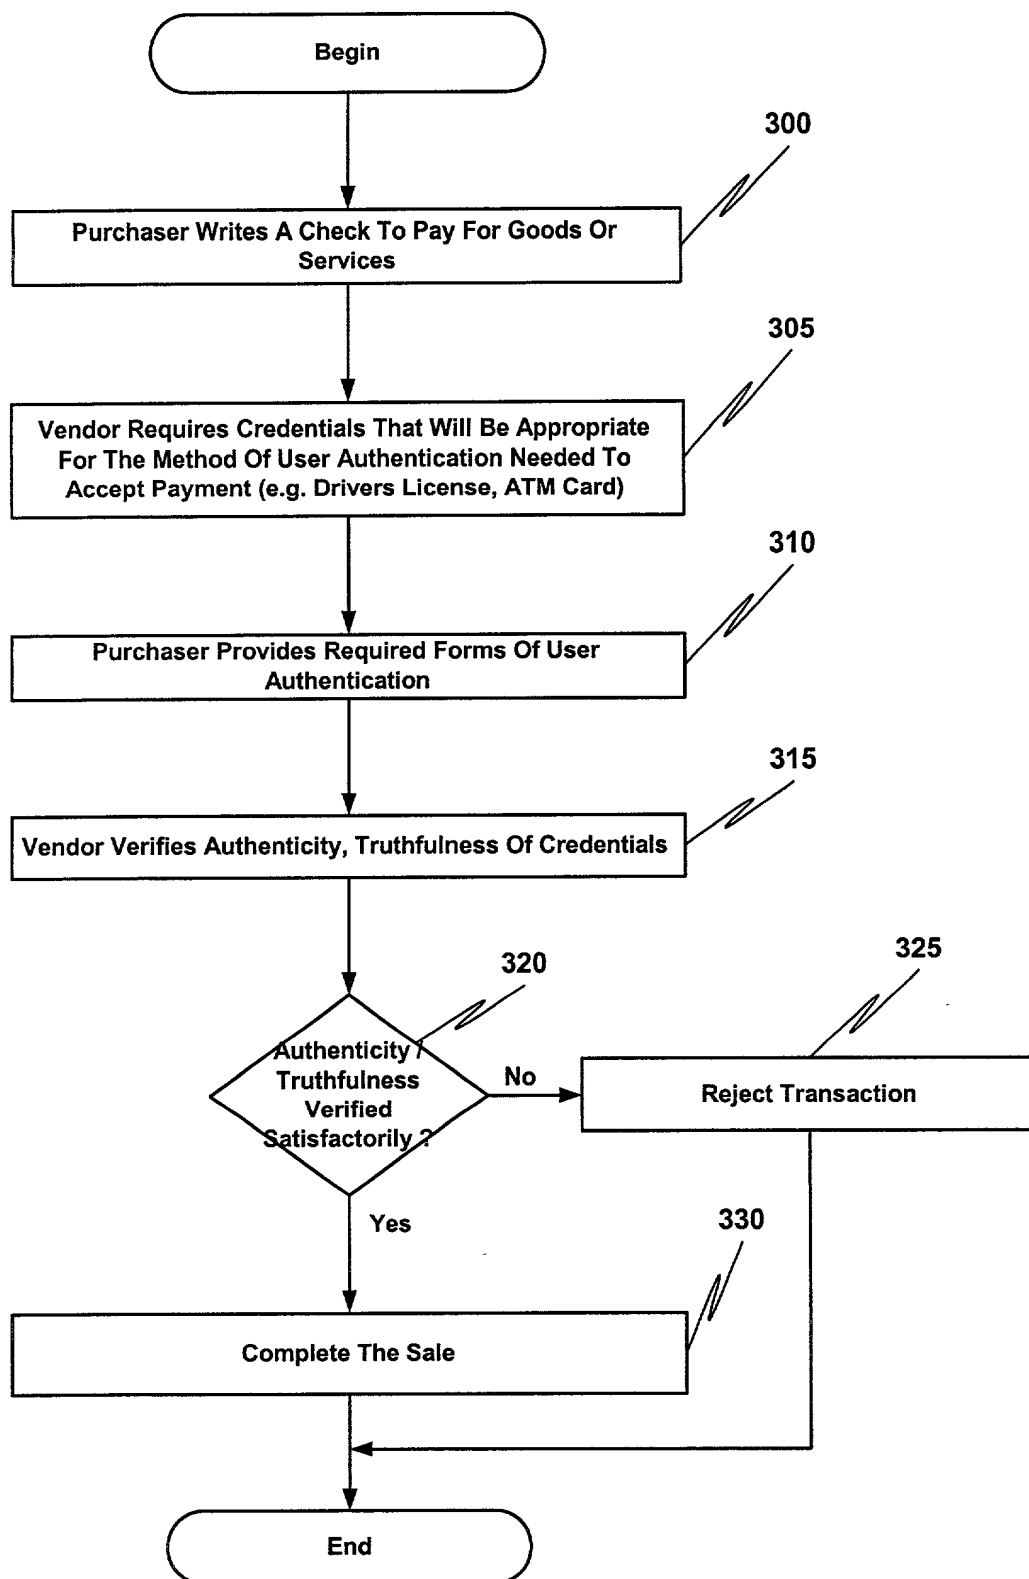 Begin
300
Purchaser Writes A Check To Pay For Goods Or
Services
305
Vendor Requires Credentials That Will Be Appropriate
For The Method Of User Authentication Needed To
Accept Payment (e.g. Drivers License, ATM Card)
310
Purchaser Provides Required Forms Of User
Authentication
315
Vendor Verifies Authenticity, Truthfulness Of Credentials
320
Authenticity /
Truthfulness
Verified
Satisfactorily ?
No
325
Reject Transaction
Yes
330
Complete The Sale
End